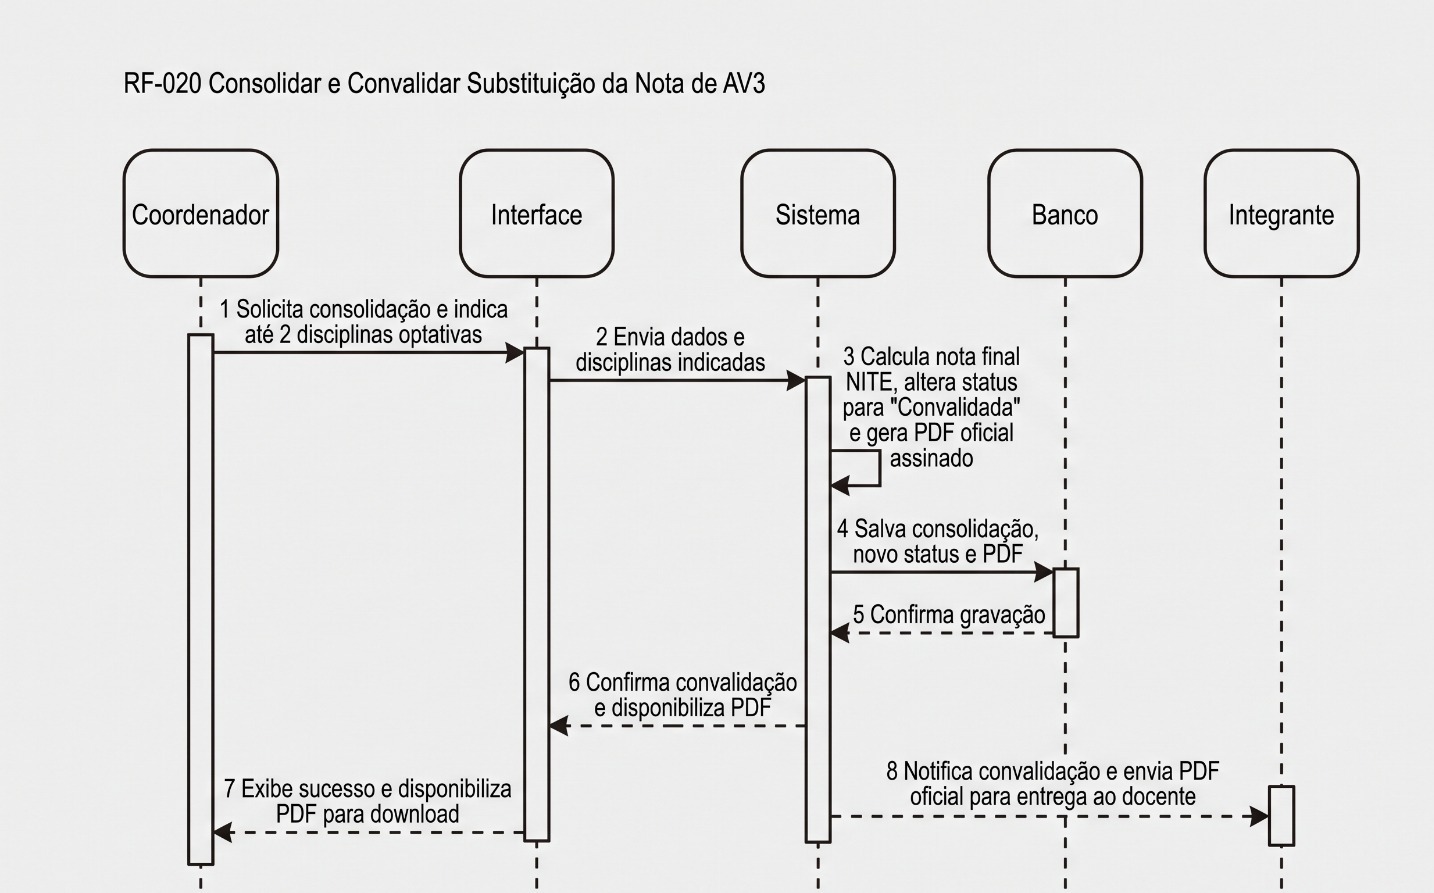 RF-020 Consolidar e Convalidar Substituição da Nota de AV3
Coordenador
Interface
Sistema
Banco
Integrante
1 Solicita consolidação e indica
até 2 disciplinas optativas
2 Envia dados e
disciplinas indicadas
3 Calcula nota final
NITE, altera status
para "Convalidada"
e gera PDF oficial
assinado
4 Salva consolidação,
novo status e PDF
5 Confirma gravação
6 Confirma convalidação
e disponibiliza PDF
7 Exibe sucesso e disponibiliza
PDF para download
8 Notifica convalidação e envia PDF
oficial para entrega ao docente